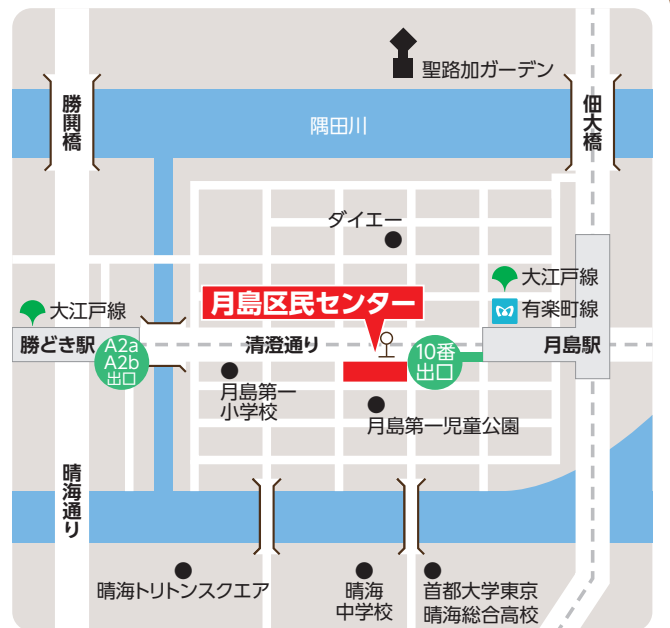 聖路加ガーデン
勝鬨橋
佃大橋
隅田川
ダイエー
大江戸線
大江戸線
有楽町線
月島区民センター
勝どき駅
A2a
A2b
出口
清澄通り
10番
出口
月島駅
月島第一
小学校
月島第一児童公園
晴海通り
晴海トリトンスクエア
晴海
中学校
首都大学東京
晴海総合高校